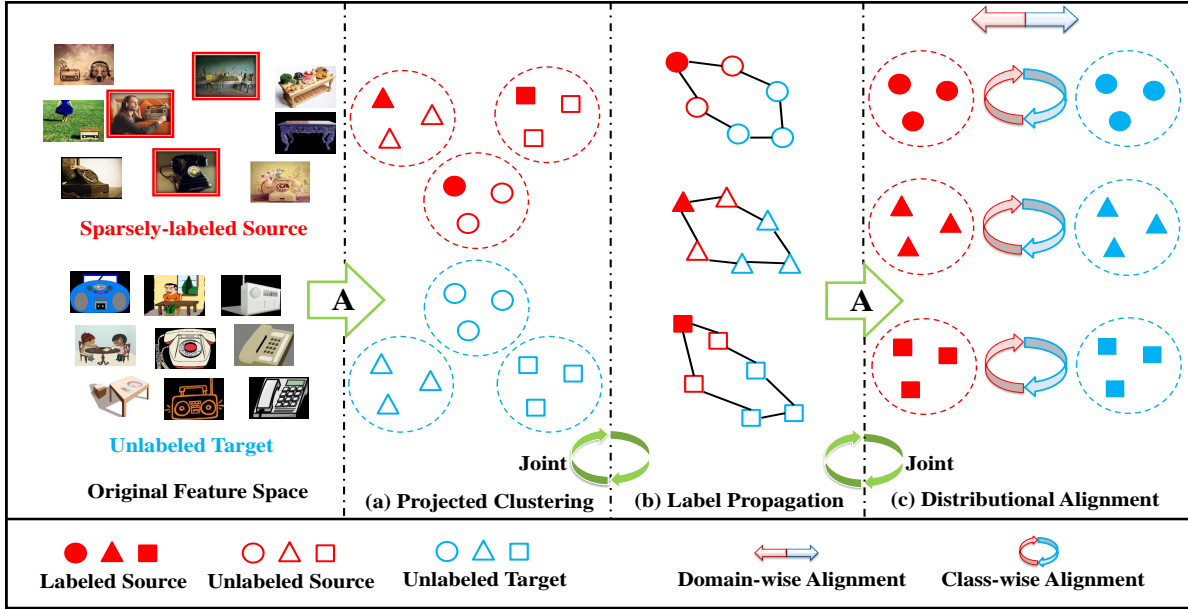 Sparsely-labeled Source
Unlabeled Target
Original Feature Space
A
(a) Projected Clustering
Joint
(b) Label Propagation
A
Joint
(c) Distributional Alignment
Labeled Source
Unlabeled Source
Unlabeled Target
Domain-wise Alignment
Class-wise Alignment